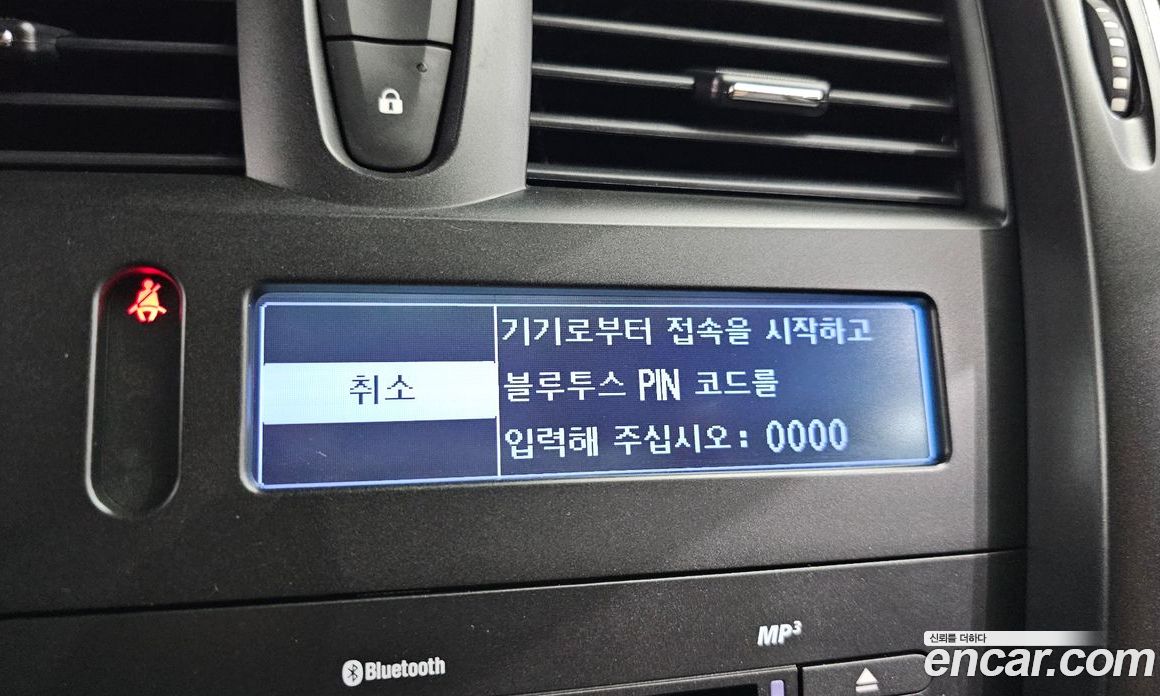 취소
기기로부터 접속을 시작하고
블루투스 PIN 코드를
입력해 주십시오: 0000
MP3
Bluetooth
신뢰를 더하다
encar.com